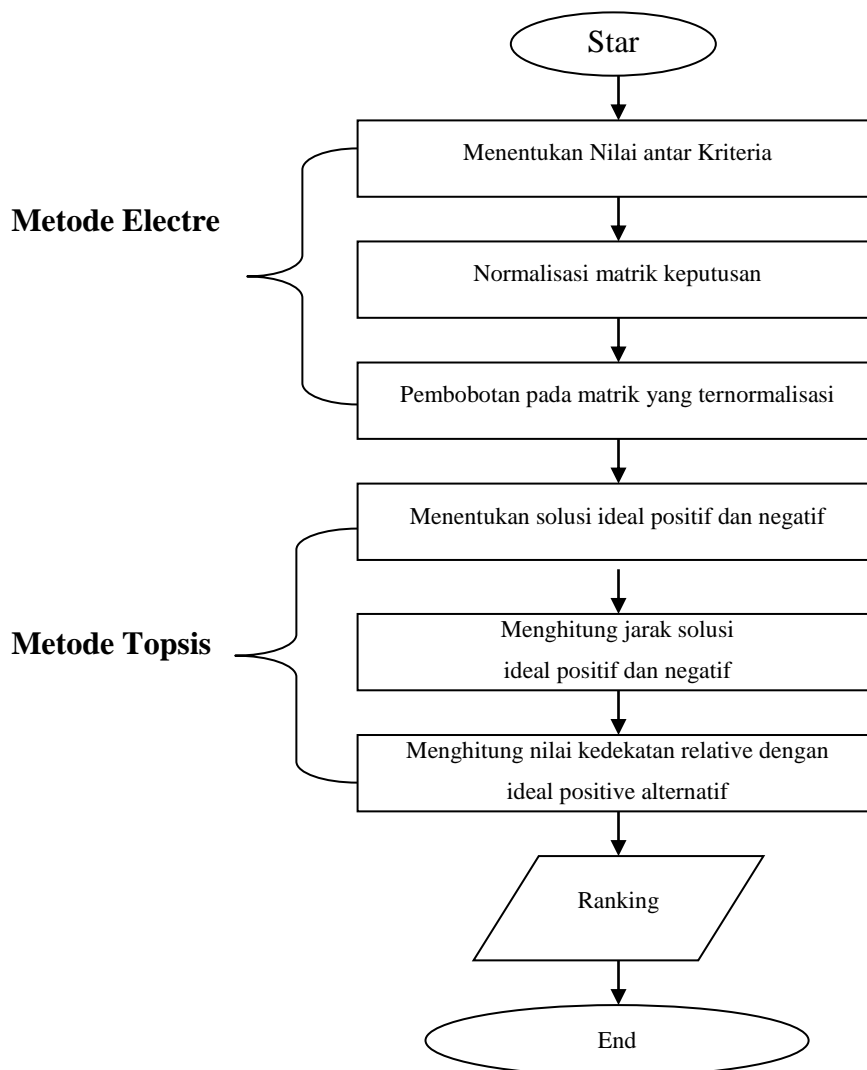 Star
Menentukan Nilai antar Kriteria
Metode Electre
Normalisasi matrik keputusan
Pembobotan pada matrik yang ternormalisasi
Menentukan solusi ideal positif dan negatif
Metode Topsis
Menghitung jarak solusi
ideal positif dan negatif
Menghitung nilai kedekatan relative dengan
ideal positive alternatif
Ranking
End